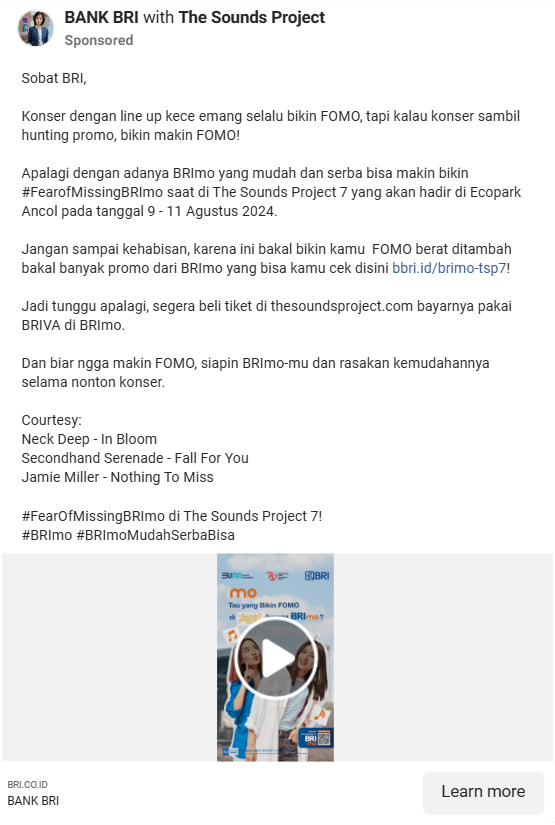 BANK BRI with The Sounds Project
Sponsored
Sobat BRI,
Konser dengan line up kece emang selalu bikin FOMO, tapi kalau konser sambil
hunting promo, bikin makin FOMO!
Apalagi dengan adanya BRImo yang mudah dan serba bisa makin bikin
#FearofMissingBRImo saat di The Sounds Project 7 yang akan hadir di Ecopark
Ancol pada tanggal 9 - 11 Agustus 2024.
Jangan sampai kehabisan, karena ini bakal bikin kamu  FOMO berat ditambah
bakal banyak promo dari BRImo yang bisa kamu cek disini bbri.id/brimo-tsp7!
Jadi tunggu apalagi, segera beli tiket di thesoundsproject.com bayarnya pakai
BRIVA di BRImo.
Dan biar ngga makin FOMO, siapin BRImo-mu dan rasakan kemudahannya
selama nonton konser.
Courtesy:
Neck Deep - In Bloom
Secondhand Serenade - Fall For You
Jamie Miller - Nothing To Miss
#FearOfMissingBRImo di The Sounds Project 7!
#BRImo #BRImoMudahSerbaBisa
BUMN
BRI
mo
Tau yang Bikin FOMO
di
BRImo?
BRI
mo
BRI.CO.ID
BANK BRI
Learn more